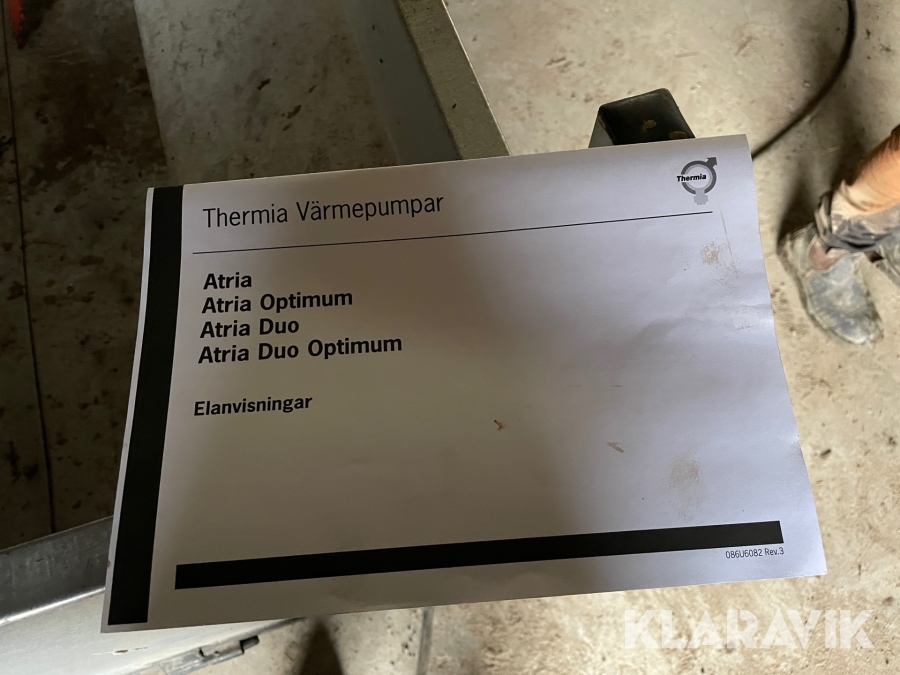 Thermia
Thermia Värmepumpar
Atria
Atria Optimum
Atria Duo
Atria Duo Optimum
Elanvisningar
086U6082 Rev.3
KLARAVIK